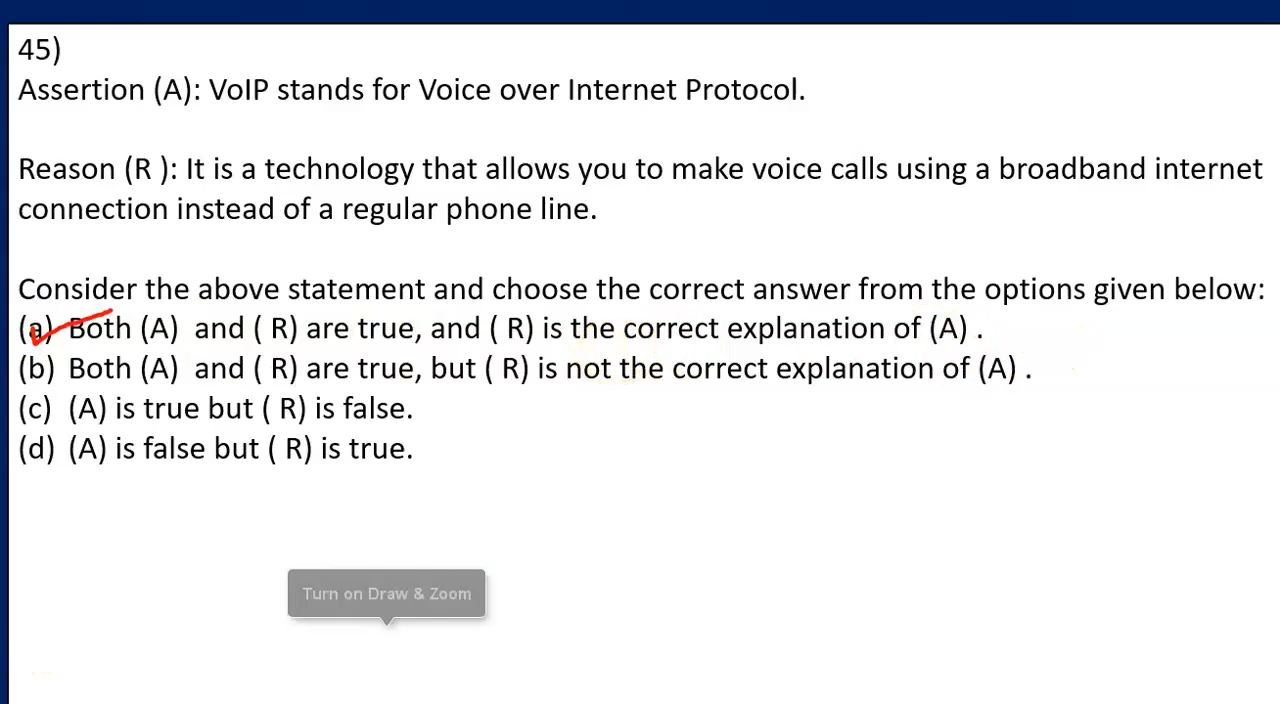 45)
Assertion (A): VoIP stands for Voice over Internet Protocol.
Reason (R ): It is a technology that allows you to make voice calls using a broadband internet
connection instead of a regular phone line.
Consider the above statement and choose the correct answer from the options given below:
(a) Both (A) and ( R) are true, and ( R) is the correct explanation of (A) .
(b) Both (A) and ( R) are true, but ( R) is not the correct explanation of (A) .
(c) (A) is true but ( R) is false.
(d) (A) is false but ( R) is true.
Turn on Draw & Zoom